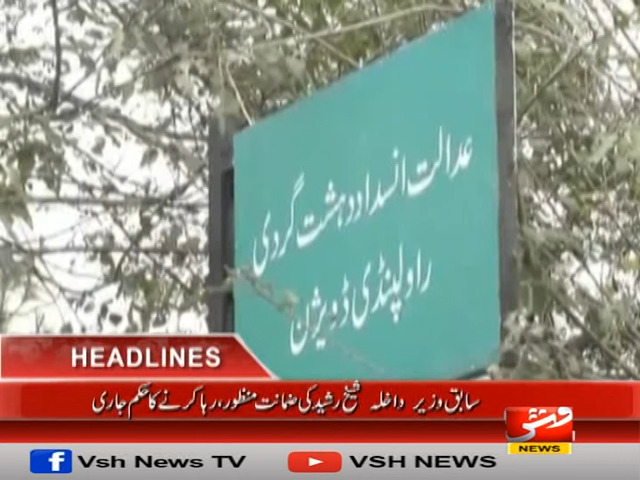 عدالت انسداد دہشت گردی
راولپنڈی ڈویژن
HEADLINES
سابق وزیر داخلہ شیخ رشید کی ضمانت منظور، رہا کرنے کا حکم جاری
وش
NEWS
Vsh News TV
VSH NEWS